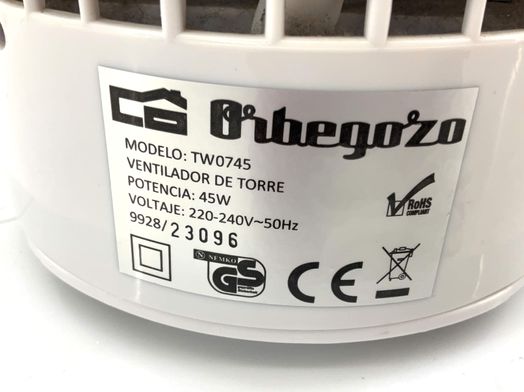 Orbegozo
MODELO: TW0745
VENTILADOR DE TORRE
POTENCIA: 45W
VOLTAJE: 220-240V~50Hz
9928/23096
RoHS
COMPLIANT
N NEMKO
GS
CE